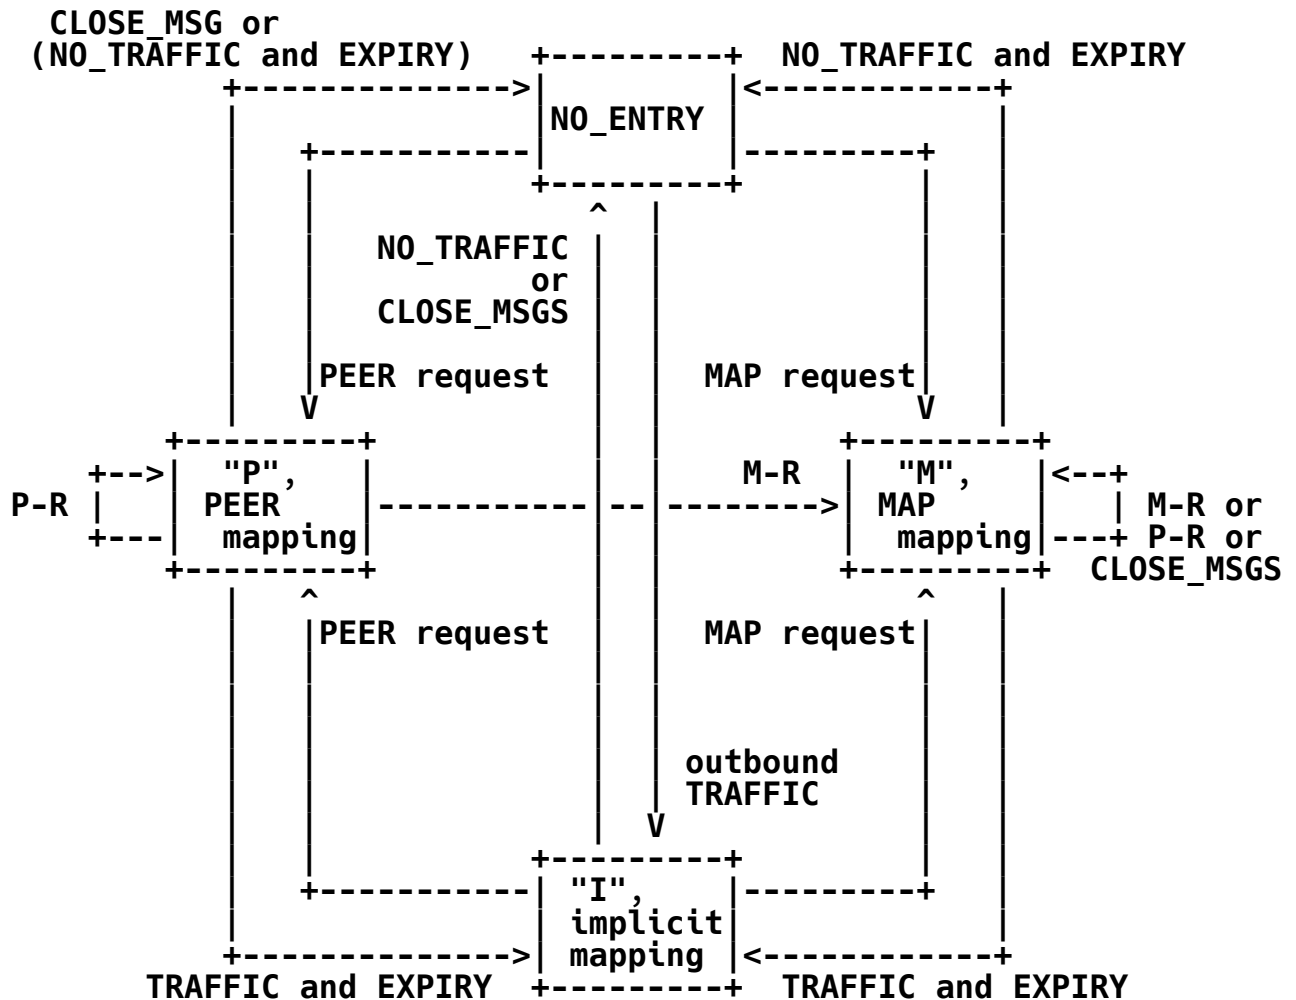 CLOSE_MSG or
(NO_TRAFFIC and EXPIRY)
NO_TRAFFIC and EXPIRY
NO_ENTRY
NO_TRAFFIC
or
CLOSE_MSGS
PEER request
MAP request
"P",
PEER
mapping
P-R
M-R
"M",
MAP
mapping
M-R or
P-R or
CLOSE_MSGS
PEER request
MAP request
outbound
TRAFFIC
"I",
implicit
mapping
TRAFFIC and EXPIRY
TRAFFIC and EXPIRY